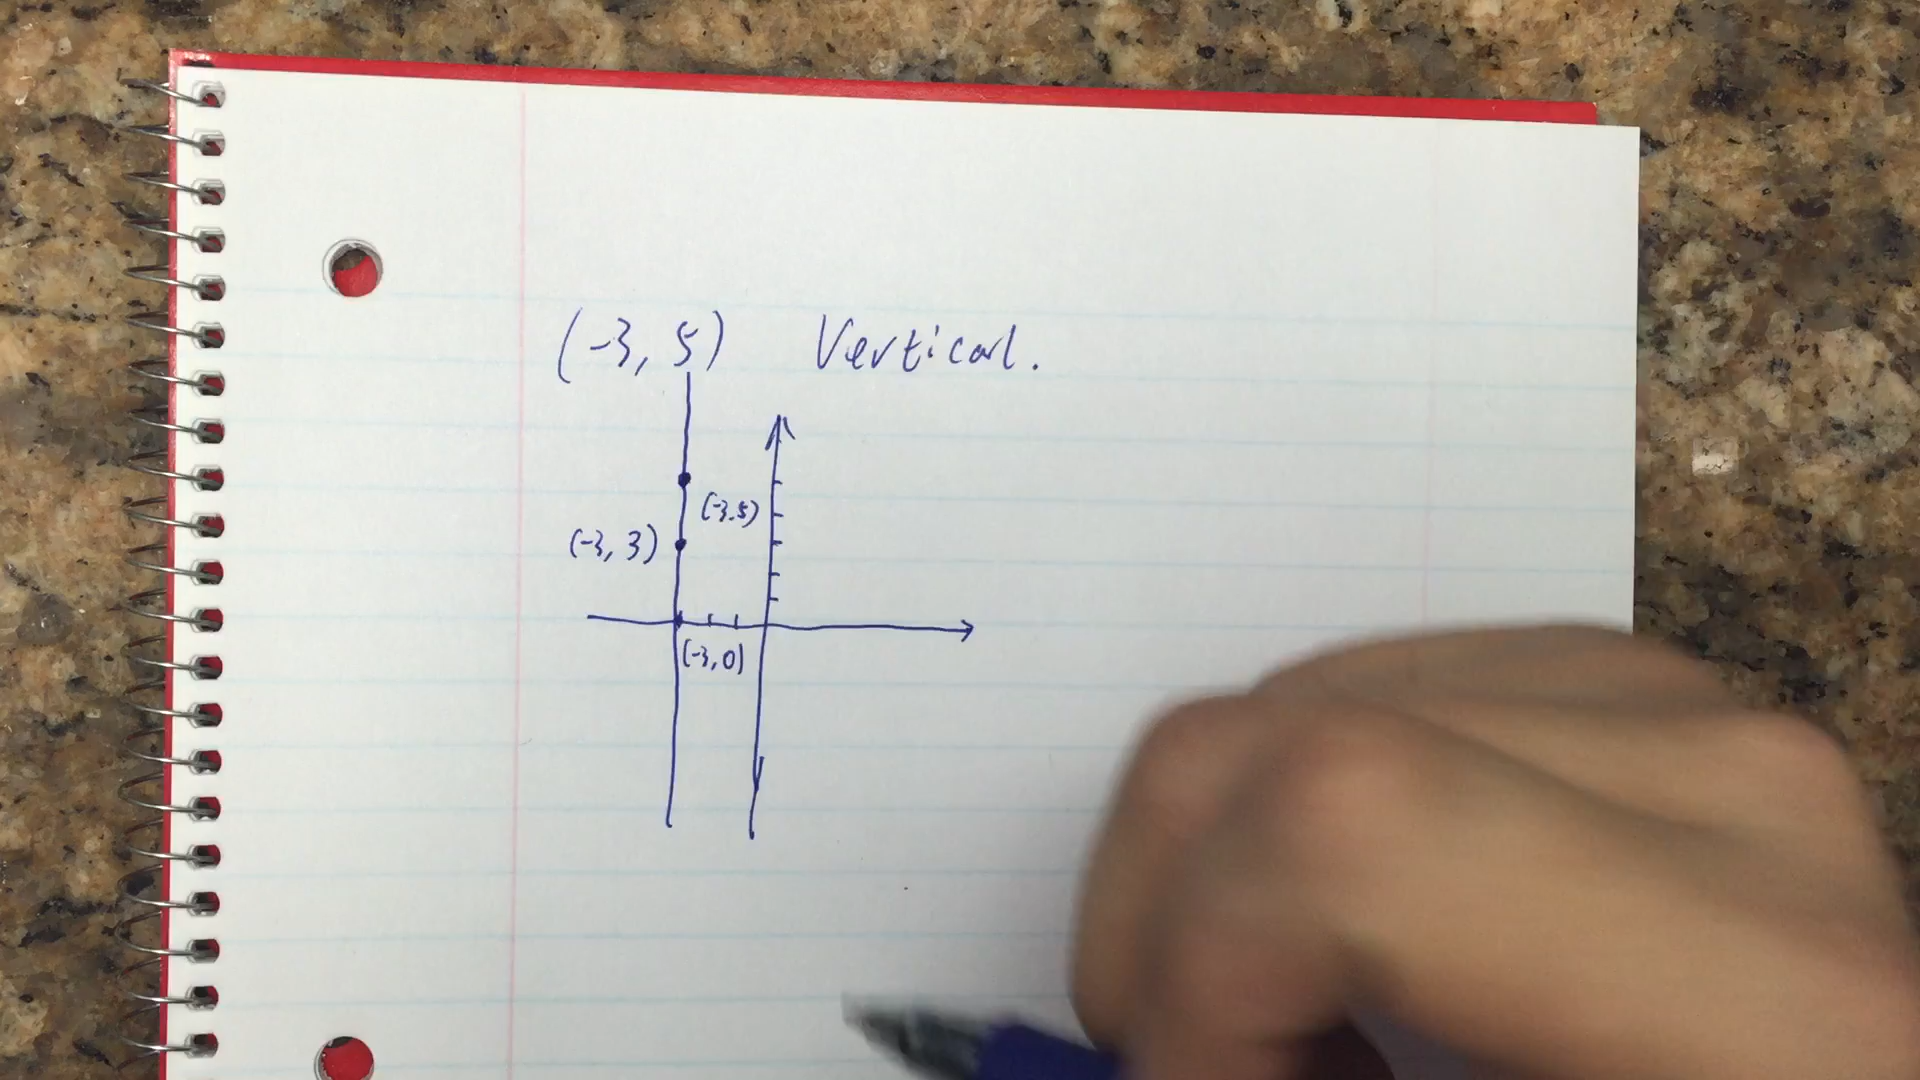 (-3, 5) Vertical.
(-3.5)
(-3, 3)
(-3, 0)